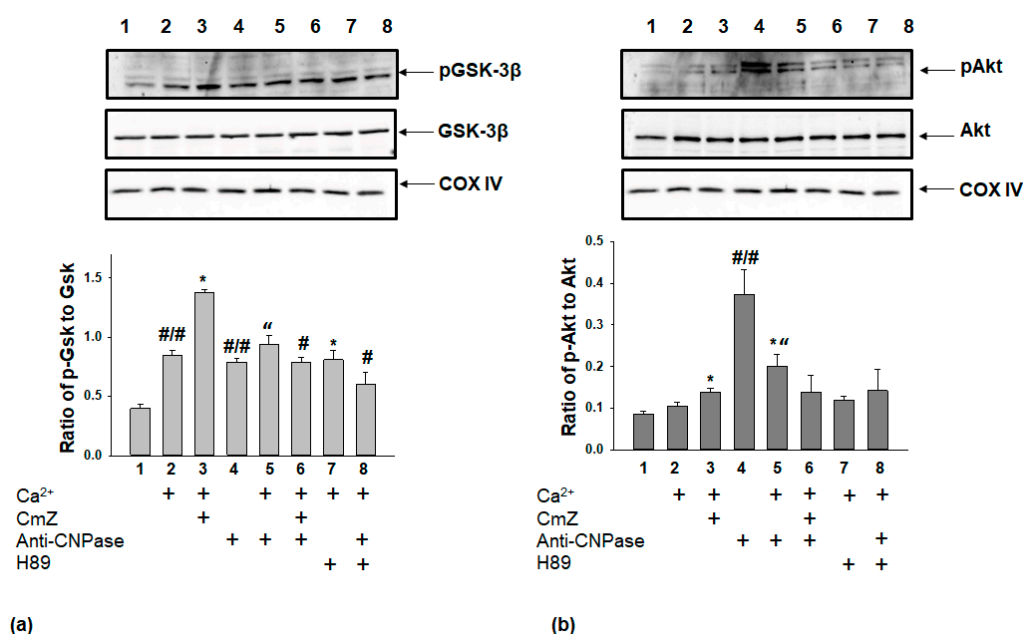 1 2 3 4 5 6 7 8
pGSK-3β
GSK-3β
COX IV
Ratio of p-Gsk to Gsk
1.5
1.0
0.5
0.0
#/# * #/# “ # * #
1 2 3 4 5 6 7 8
Ca²⁺ + + + + + +
CmZ + +
Anti-CNPase + + + +
H89 + +
(a)
1 2 3 4 5 6 7 8
pAkt
Akt
COX IV
Ratio of p-Akt to Akt
0.5
0.4
0.3
0.2
0.1
0.0
* #/# *“
1 2 3 4 5 6 7 8
Ca²⁺ + + + + + +
CmZ + +
Anti-CNPase + + + +
H89 + +
(b)